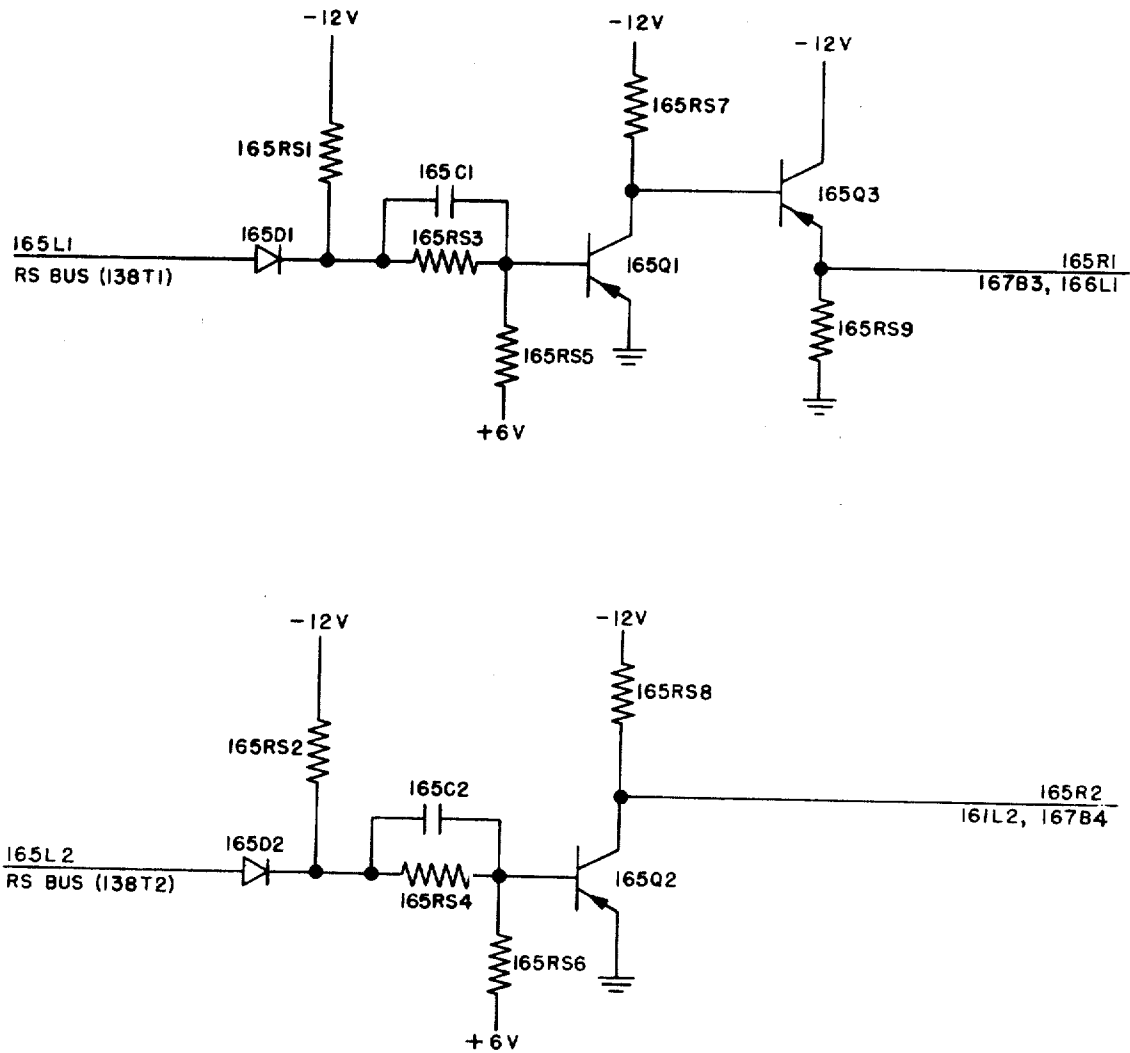 -12V
-12V
-12V
165RS7
165RS1
165C1
165Q3
165D1
165RS3
165L1
RS BUS (138T1)
165Q1
165R1
167B3, 166L1
165RS9
165RS5
+6V
-12V
-12V
165RS8
165RS2
165C2
165R2
161L2, 167B4
165D2
165L2
RS BUS (138T2)
165RS4
165Q2
165RS6
+6V